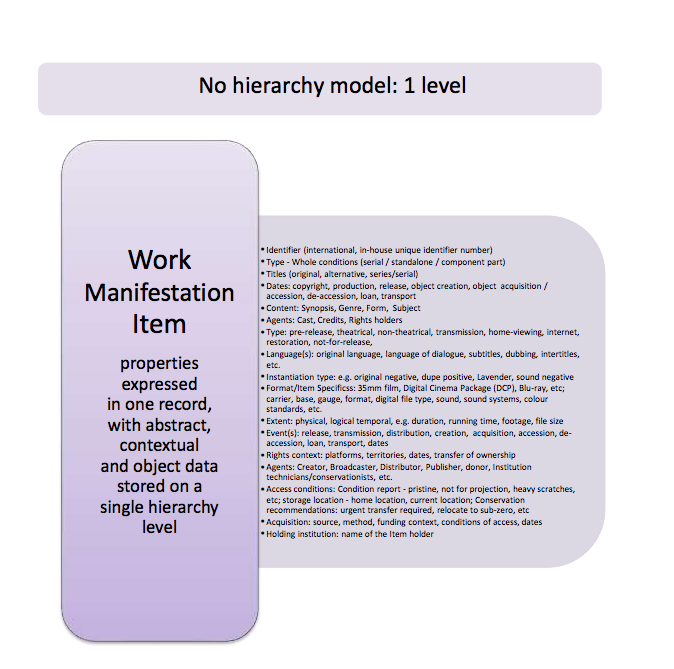 No hierarchy model: 1 level
Work
Manifestation
Item
properties
expressed
in one record,
with abstract,
contextual
and object data
stored on a
single hierarchy
level
• Identifier (international, in-house unique identifier number)
• Type - Whole conditions (serial / standalone / component part)
• Titles (original, alternative, series/serial)
• Dates: copyright, production, release, object creation, object acquisition /
accession, de-accession, loan, transport
• Content: Synopsis, Genre, Form, Subject
• Agents: Cast, Credits, Rights holders
• Type: pre-release, theatrical, non-theatrical, transmission, home-viewing, internet,
restoration, not-for-release,
• Language(s): original language, language of dialogue, subtitles, dubbing, intertitles,
etc.
• Instantiation type: e.g. original negative, dupe positive, Lavender, sound negative
• Format/Item Specificss: 35mm film, Digital Cinema Package (DCP), Blu-ray, etc;
carrier, base, gauge, format, digital file type, sound, sound systems, colour
standards, etc.
• Extent: physical, logical temporal, e.g. duration, running time, footage, file size
• Event(s): release, transmission, distribution, creation, acquisition, accession, de-
accession, loan, transport, dates
• Rights context: platforms, territories, dates, transfer of ownership
• Agents: Creator, Broadcaster, Distributor, Publisher, donor, Institution
technicians/conservationists, etc.
• Access conditions: Condition report - pristine, not for projection, heavy scratches,
etc; storage location - home location, current location; Conservation
recommendations: urgent transfer required, relocate to sub-zero, etc
• Acquisition: source, method, funding context, conditions of access, dates
• Holding institution: name of the Item holder